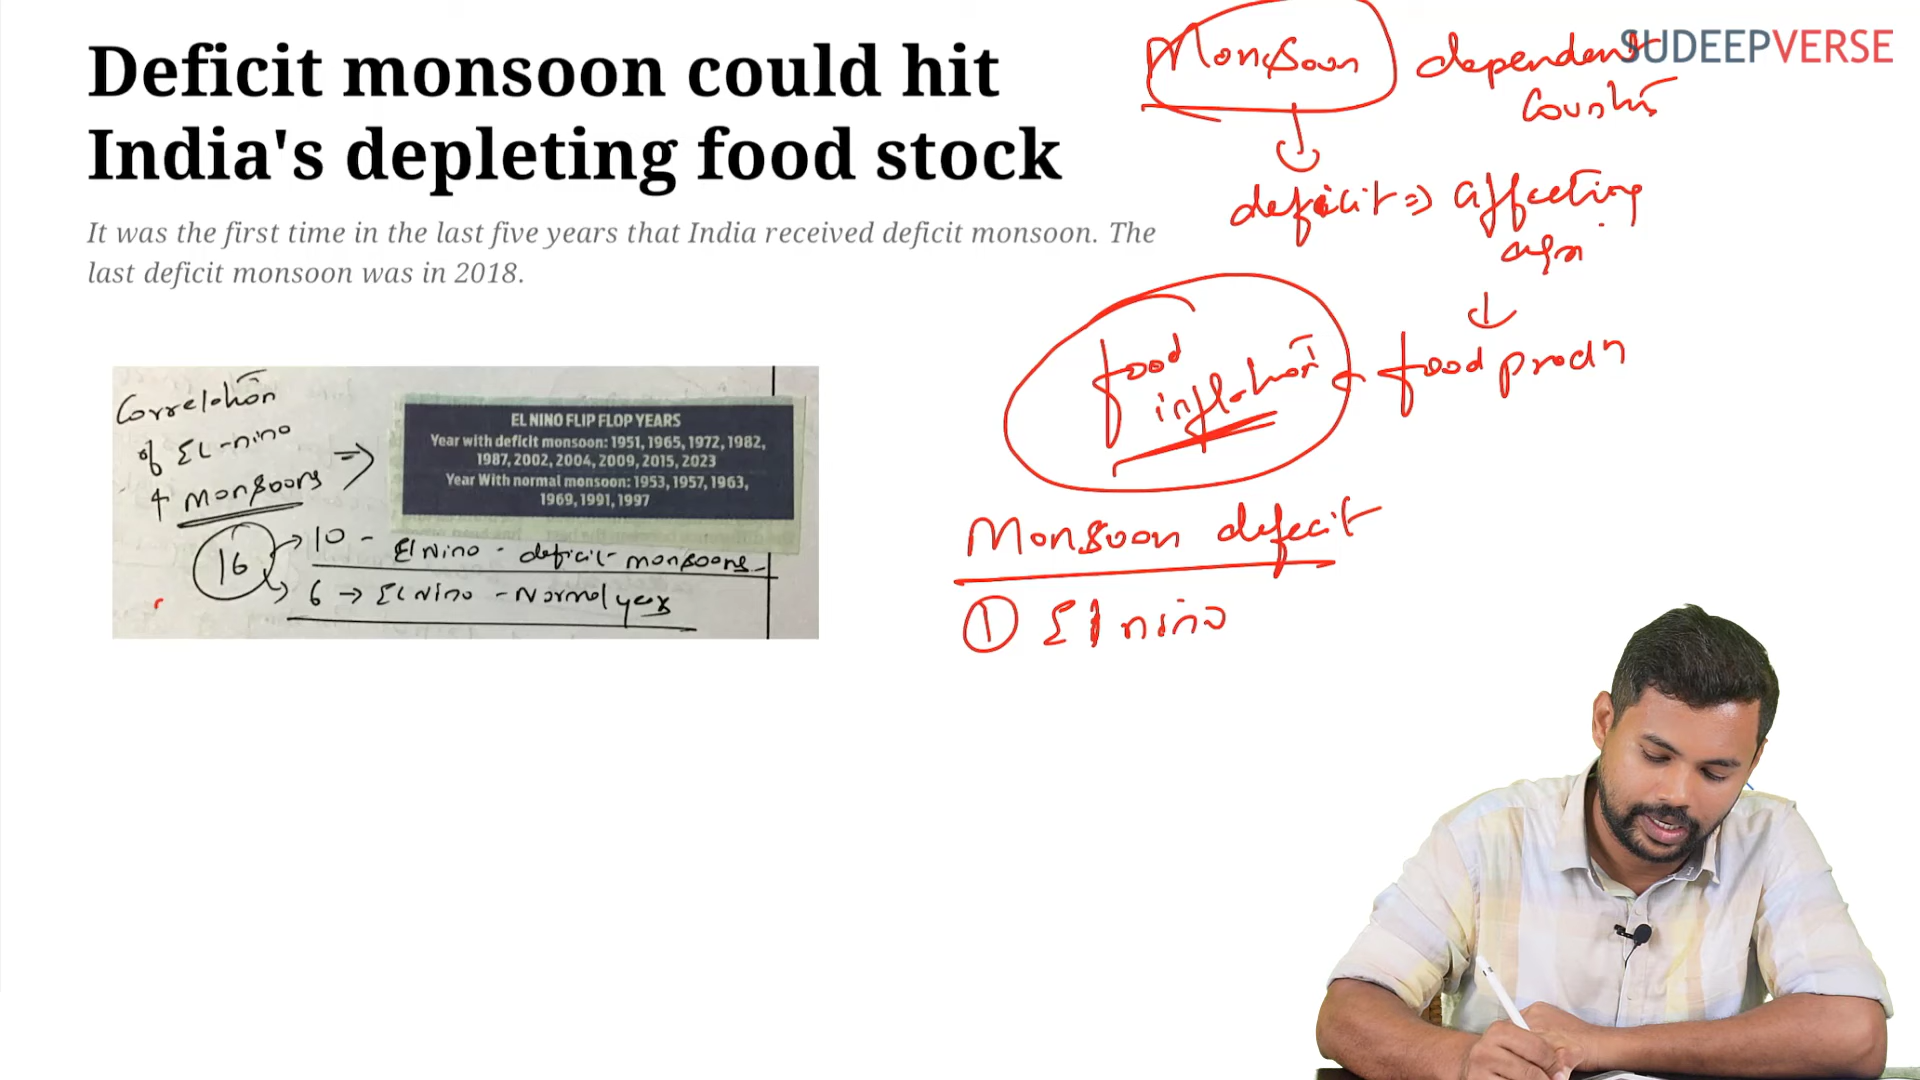 Deficit monsoon could hit
India's depleting food stock
It was the first time in the last five years that India received deficit monsoon. The
last deficit monsoon was in 2018.
Correlation
of EL-nino
↑ Monsoons ⇒
EL NINO FLIP FLOP YEARS
Year with deficit monsoon: 1951, 1965, 1972, 1982,
1987, 2002, 2004, 2009, 2015, 2023
Year With normal monsoon: 1953, 1957, 1963,
1969, 1991, 1997
16
→ 10 - El Nino - deficit monsoons
6 → El Nino - Normal year
SUDEEPVERSE
Monsoon dependent
deficit ⇒ affecting
agri
food prodn
food
inflation
Monsoon defecit
① El nino